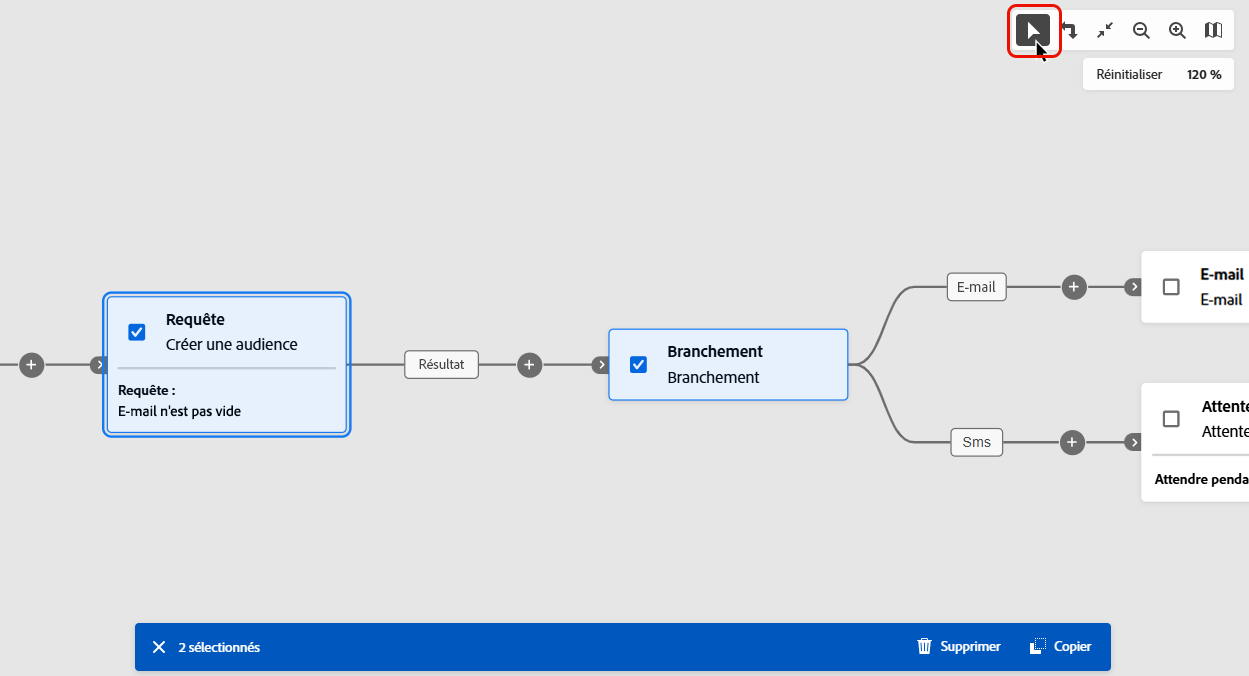 Réinitialiser 120 %
E-mail
E-mail
E-mail
Requête
Créer une audience
Requête :
E-mail n'est pas vide
Résultat
Branchement
Branchement
Sms
Attente
Attente
Attendre penda
2 sélectionnés
Supprimer
Copier